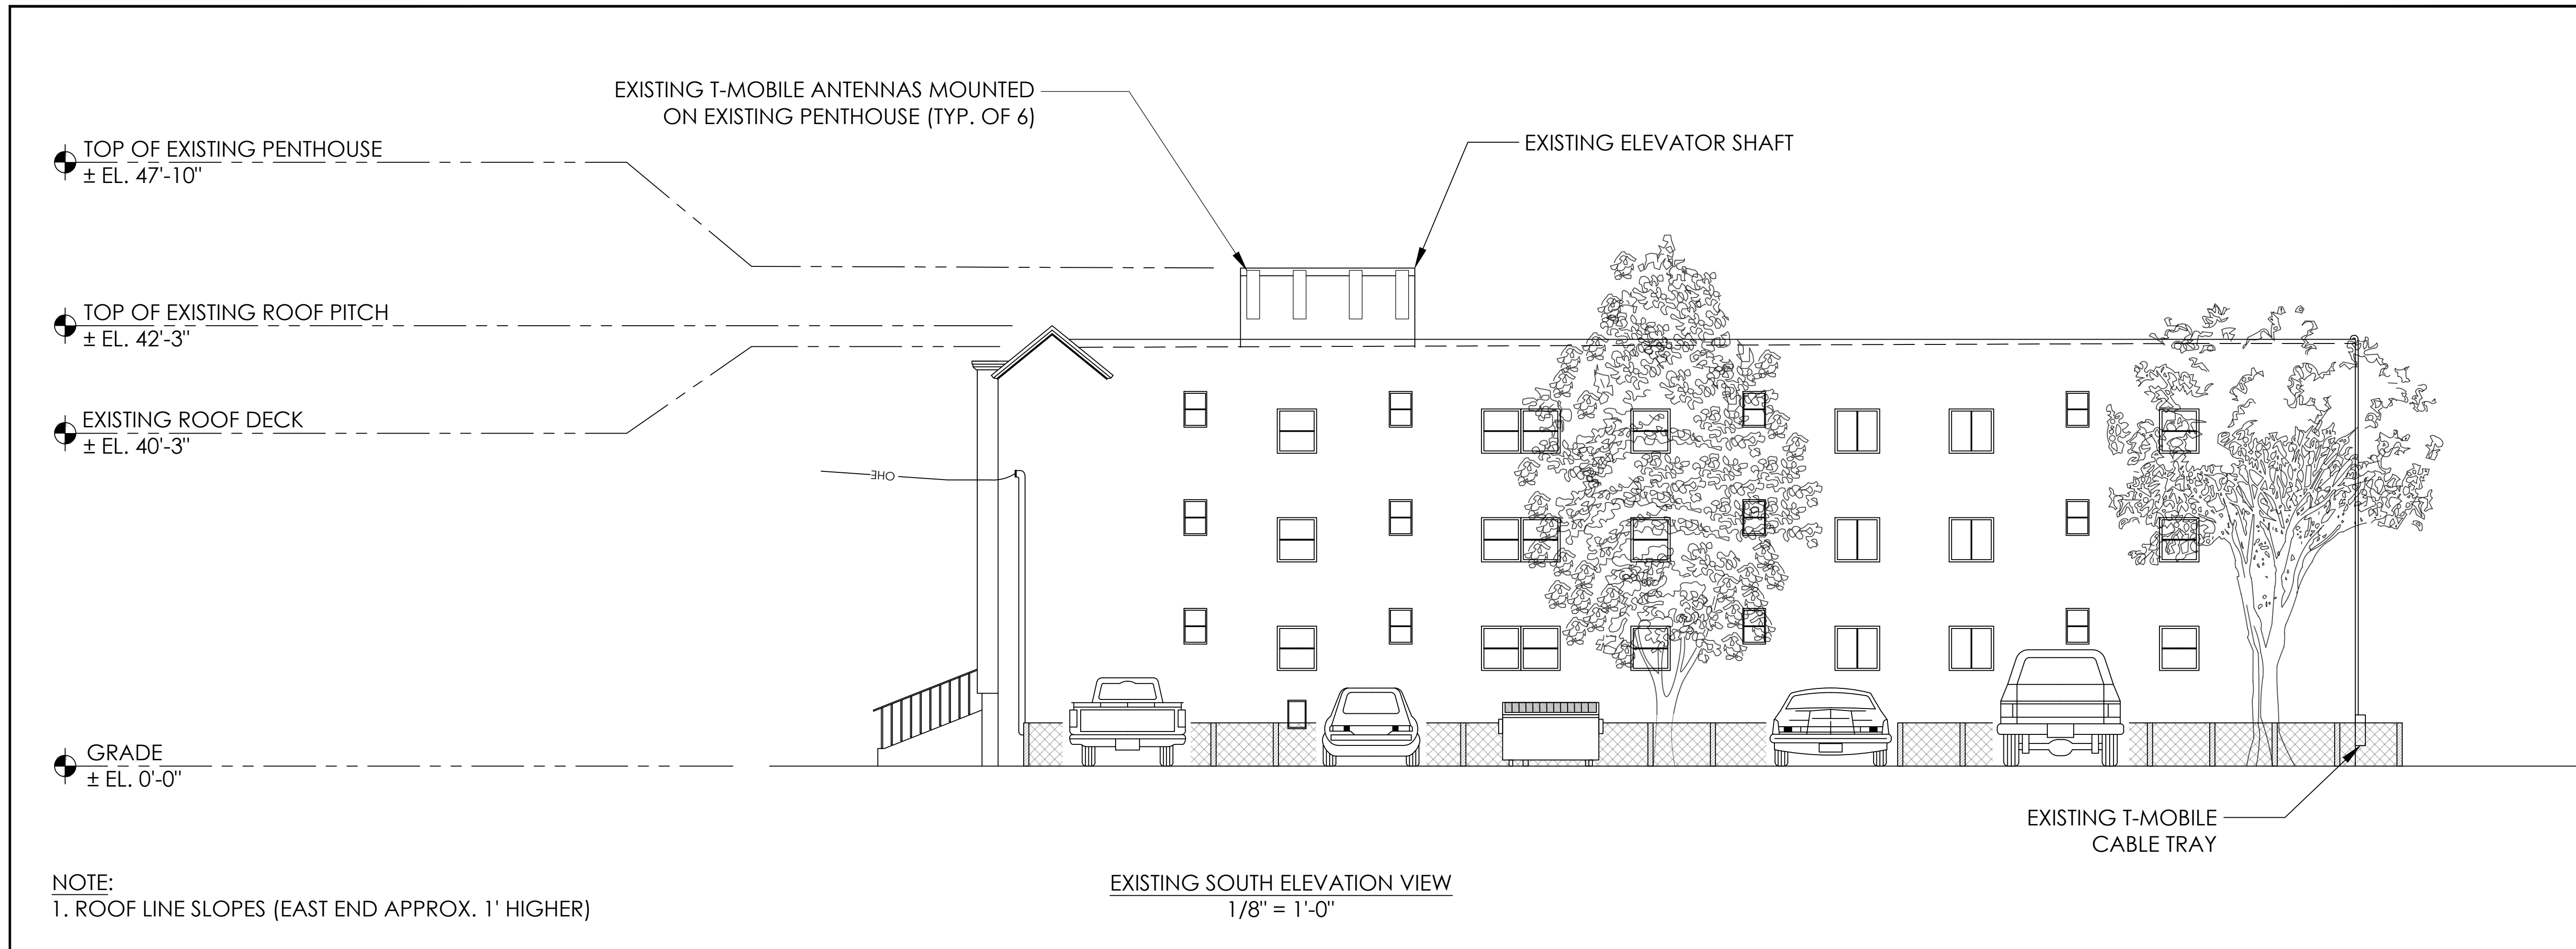 EXISTING T-MOBILE ANTENNAS MOUNTED
ON EXISTING PENTHOUSE (TYP. OF 6)
EXISTING ELEVATOR SHAFT
TOP OF EXISTING PENTHOUSE
± EL. 47'-10"
TOP OF EXISTING ROOF PITCH
± EL. 42'-3"
EXISTING ROOF DECK
± EL. 40'-3"
OHE
GRADE
± EL. 0'-0"
EXISTING T-MOBILE
CABLE TRAY
NOTE:
1. ROOF LINE SLOPES (EAST END APPROX. 1' HIGHER)
EXISTING SOUTH ELEVATION VIEW
1/8" = 1'-0"